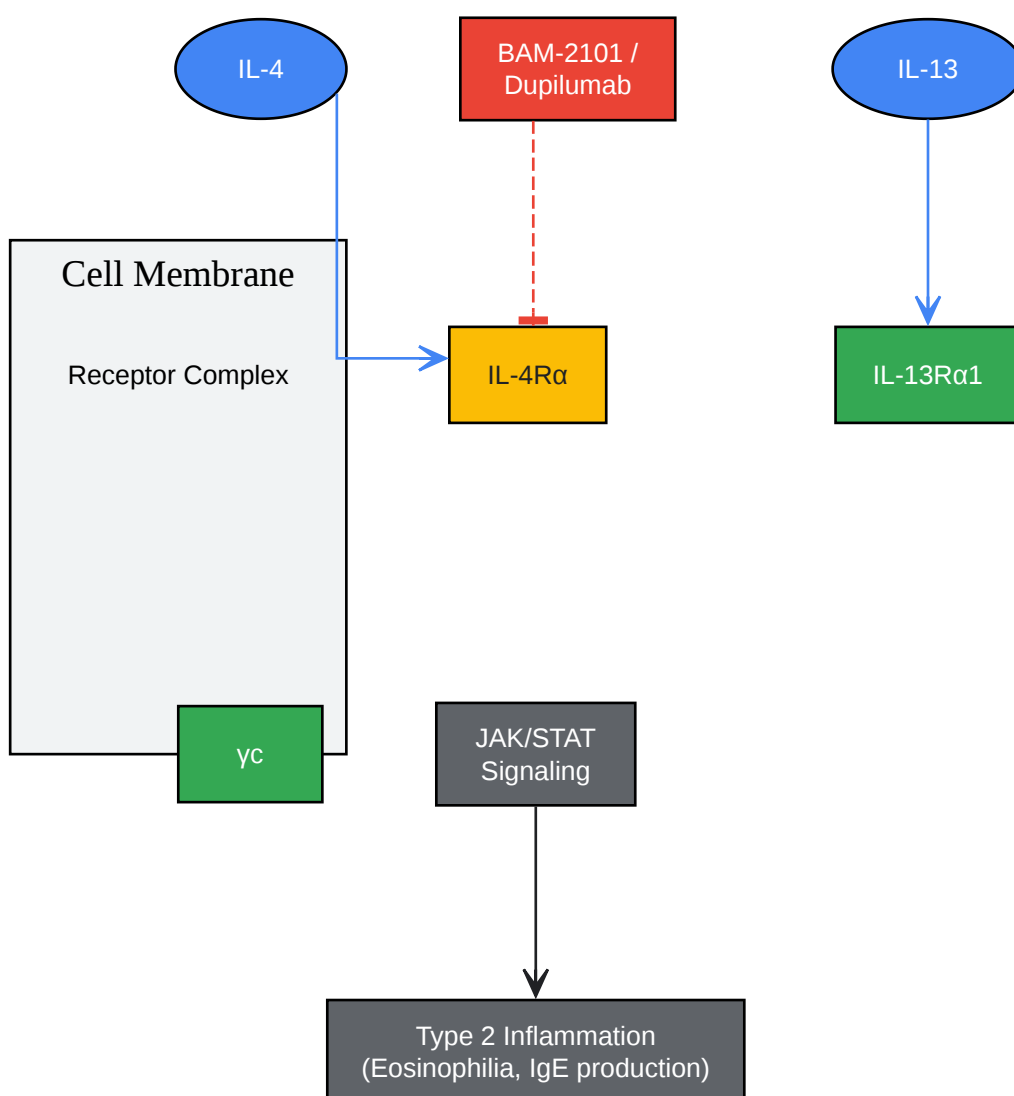 IL-4
BAM-2101 /
Dupilumab
IL-13
Cell Membrane
Receptor Complex
IL-4Rα
IL-13Rα1
γc
JAK/STAT
Signaling
Type 2 Inflammation
(Eosinophilia, IgE production)